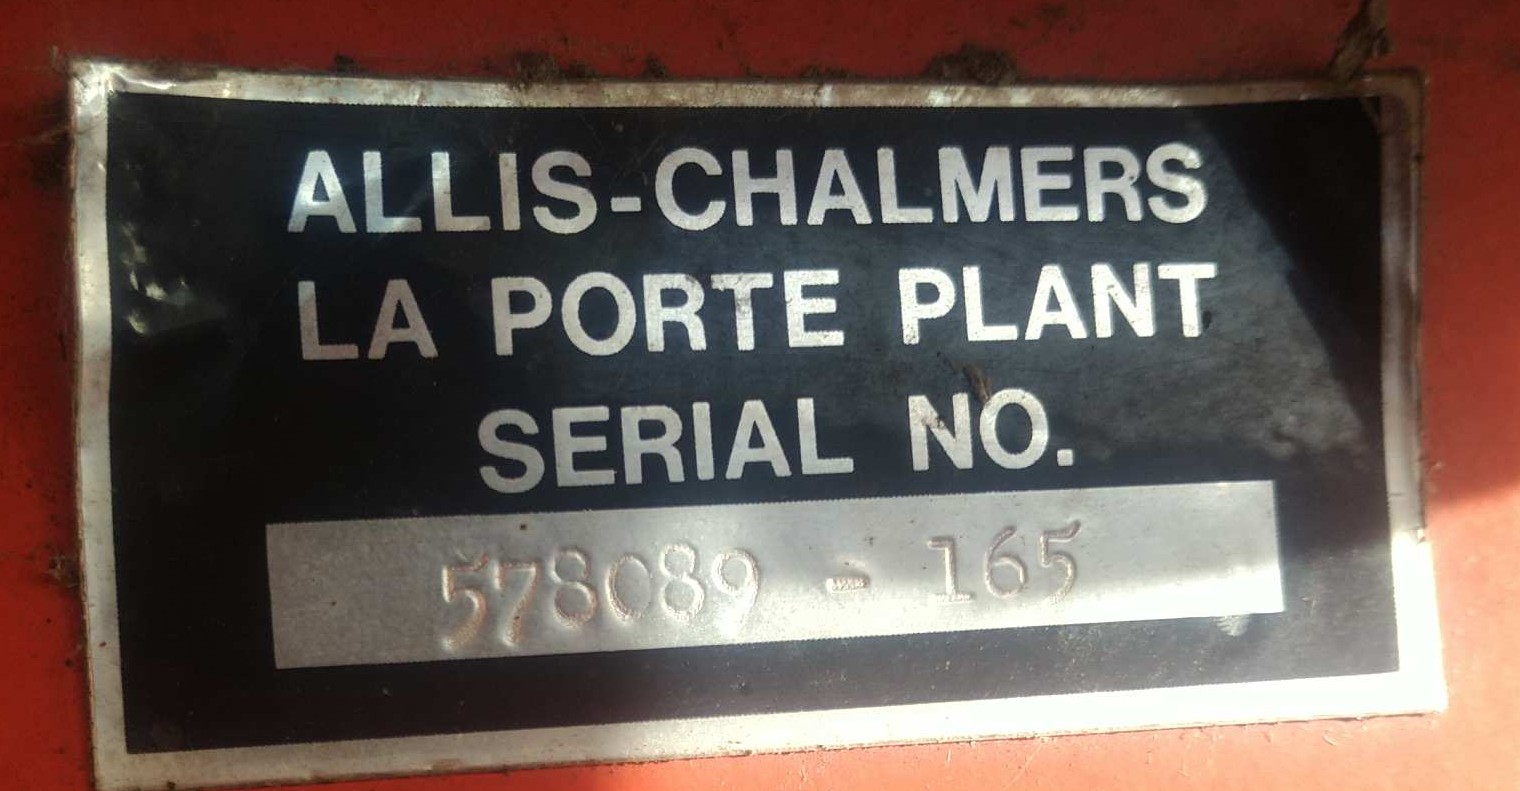 ALLIS-CHALMERS
LA PORTE PLANT
SERIAL NO.
578089 - 165